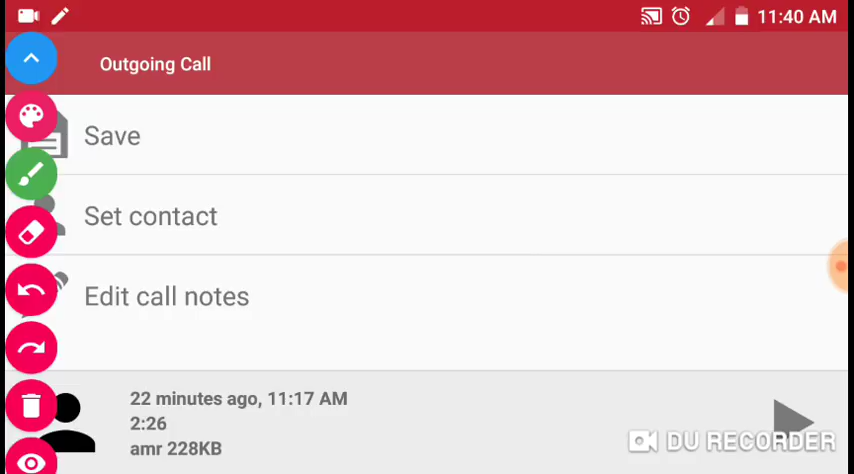 11:40 AM
Outgoing Call
Save
Set contact
Edit call notes
22 minutes ago, 11:17 AM
2:26
amr 228KB
DU RECORDER